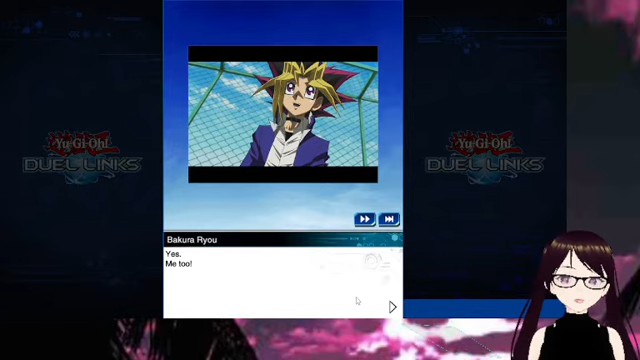 Yu-Gi-Oh!
DUEL LINKS
Yu-Gi-Oh!
DUEL LINKS
Bakura Ryou
Yes.
Me too!